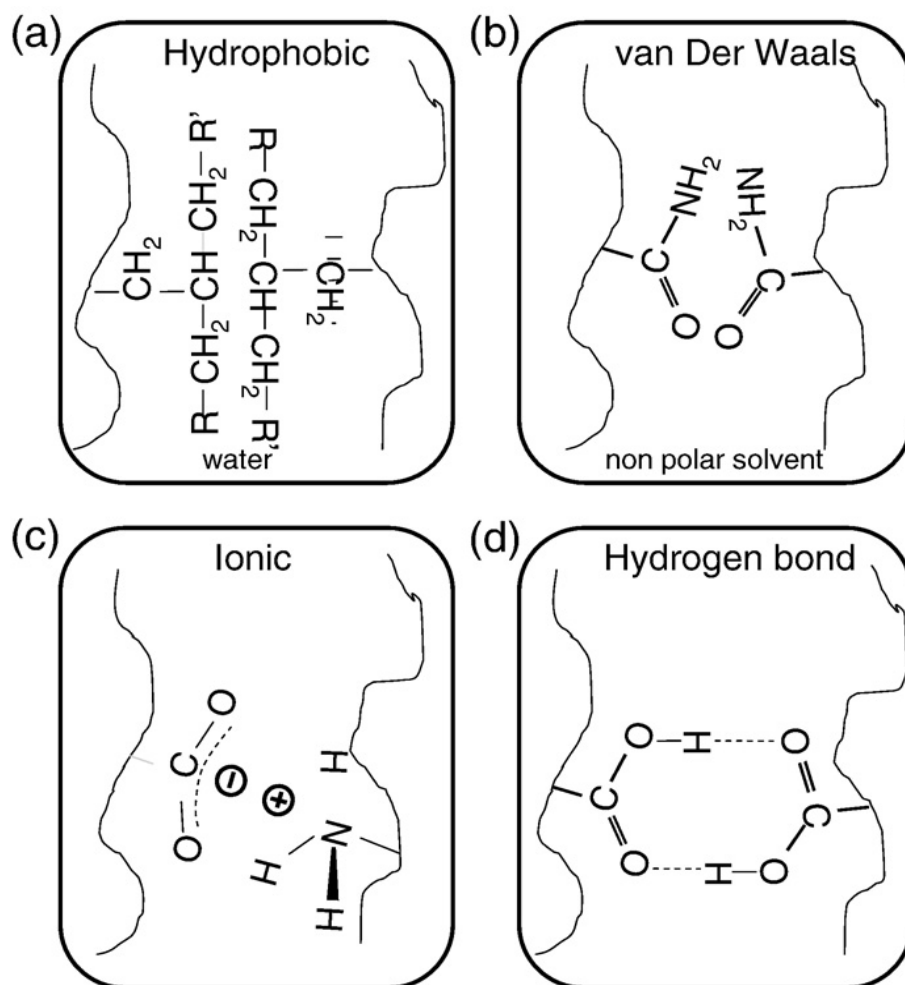 (a)
Hydrophobic
CH₂
R—CH₂—CH—CH₂—R'
R—CH₂—CH—CH₂—R'
CH₂
water
(b)
van Der Waals
C
O
NH₂
NH₂
C
O
non polar solvent
(c)
Ionic
O
C
O
−
+
H
N
H
H
(d)
Hydrogen bond
O—H
O
C
C
O
H—O